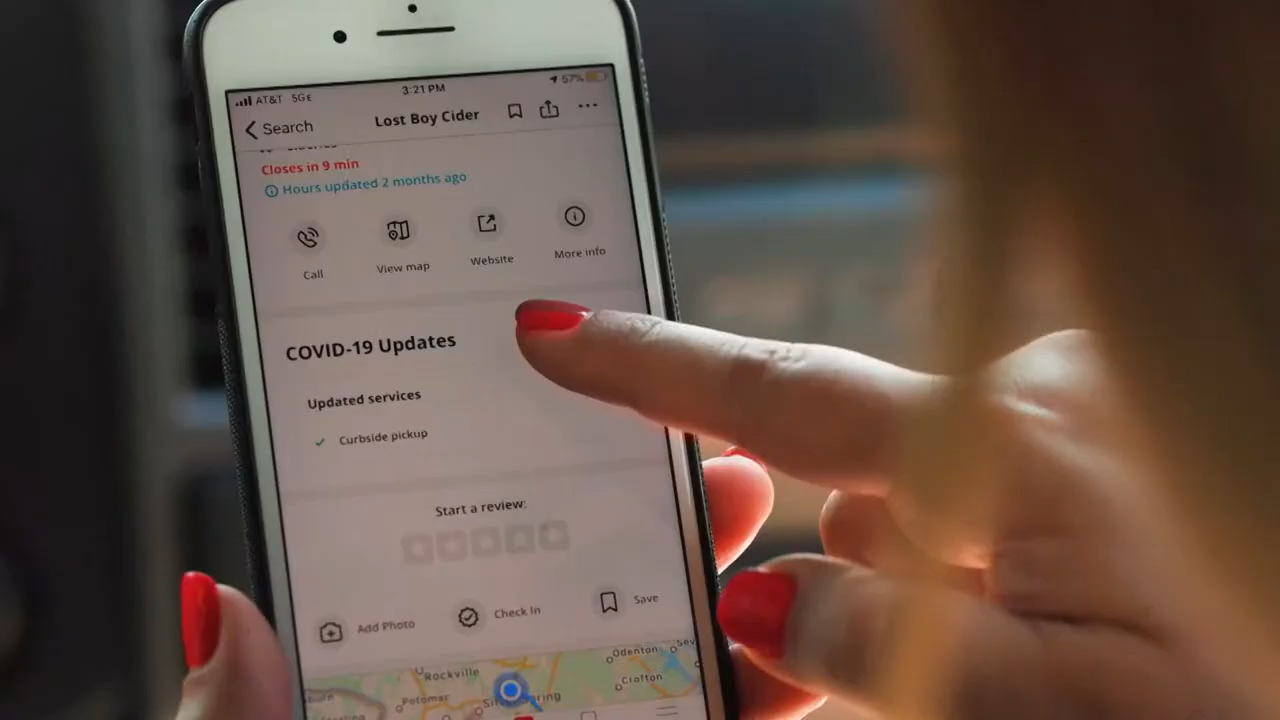 AT&T 5GE 3:21 PM 57%
Search Lost Boy Cider
Closes in 9 min
Hours updated 2 months ago
Call View map Website More info
COVID-19 Updates
Updated services
Curbside pickup
Start a review:
Add Photo Check In Save
Rockville Odenton
Potomac Crofton